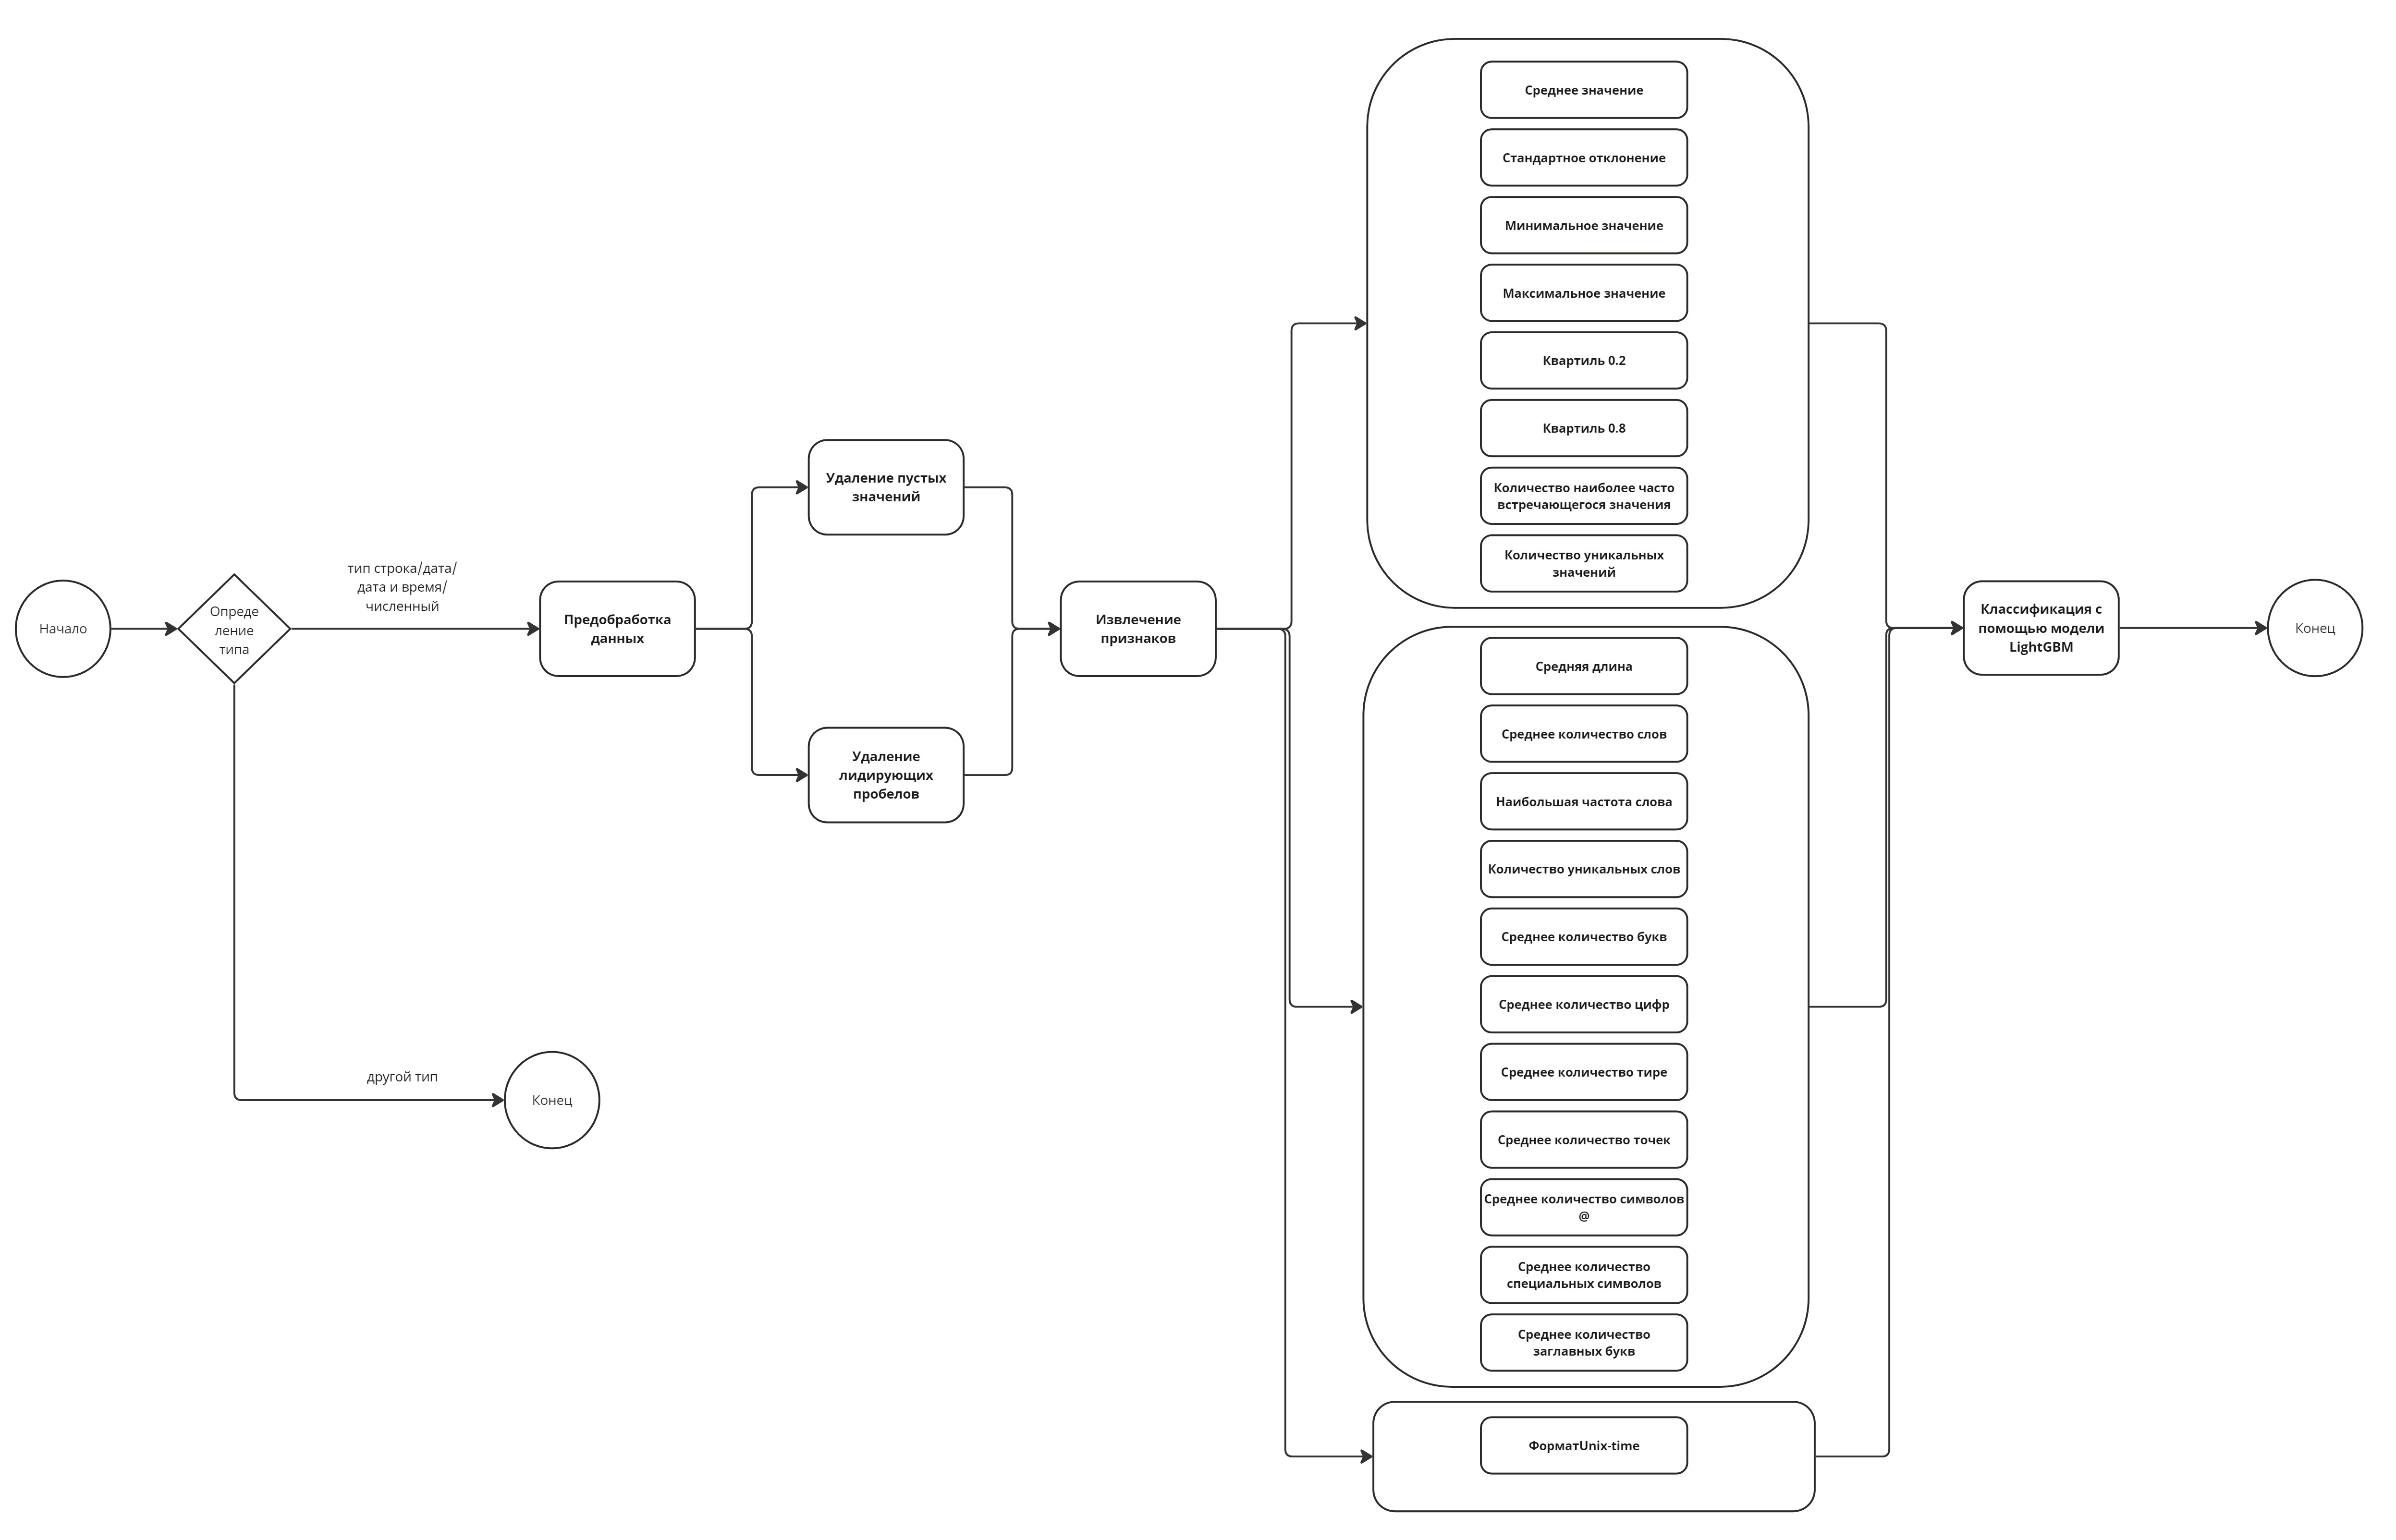 Начало
Опреде
ление
типа
тип строка/дата/
дата и время/
численный
другой тип
Конец
Предобработка
данных
Удаление пустых
значений
Удаление
лидирующих
пробелов
Извлечение
признаков
Среднее значение
Стандартное отклонение
Минимальное значение
Максимальное значение
Квартиль 0.2
Квартиль 0.8
Количество наиболее часто
встречающегося значения
Количество уникальных
значений
Средняя длина
Среднее количество слов
Наибольшая частота слова
Количество уникальных слов
Среднее количество букв
Среднее количество цифр
Среднее количество тире
Среднее количество точек
Среднее количество символов
@
Среднее количество
специальных символов
Среднее количество
заглавных букв
ФорматUnix-time
Классификация с
помощью модели
LightGBM
Конец